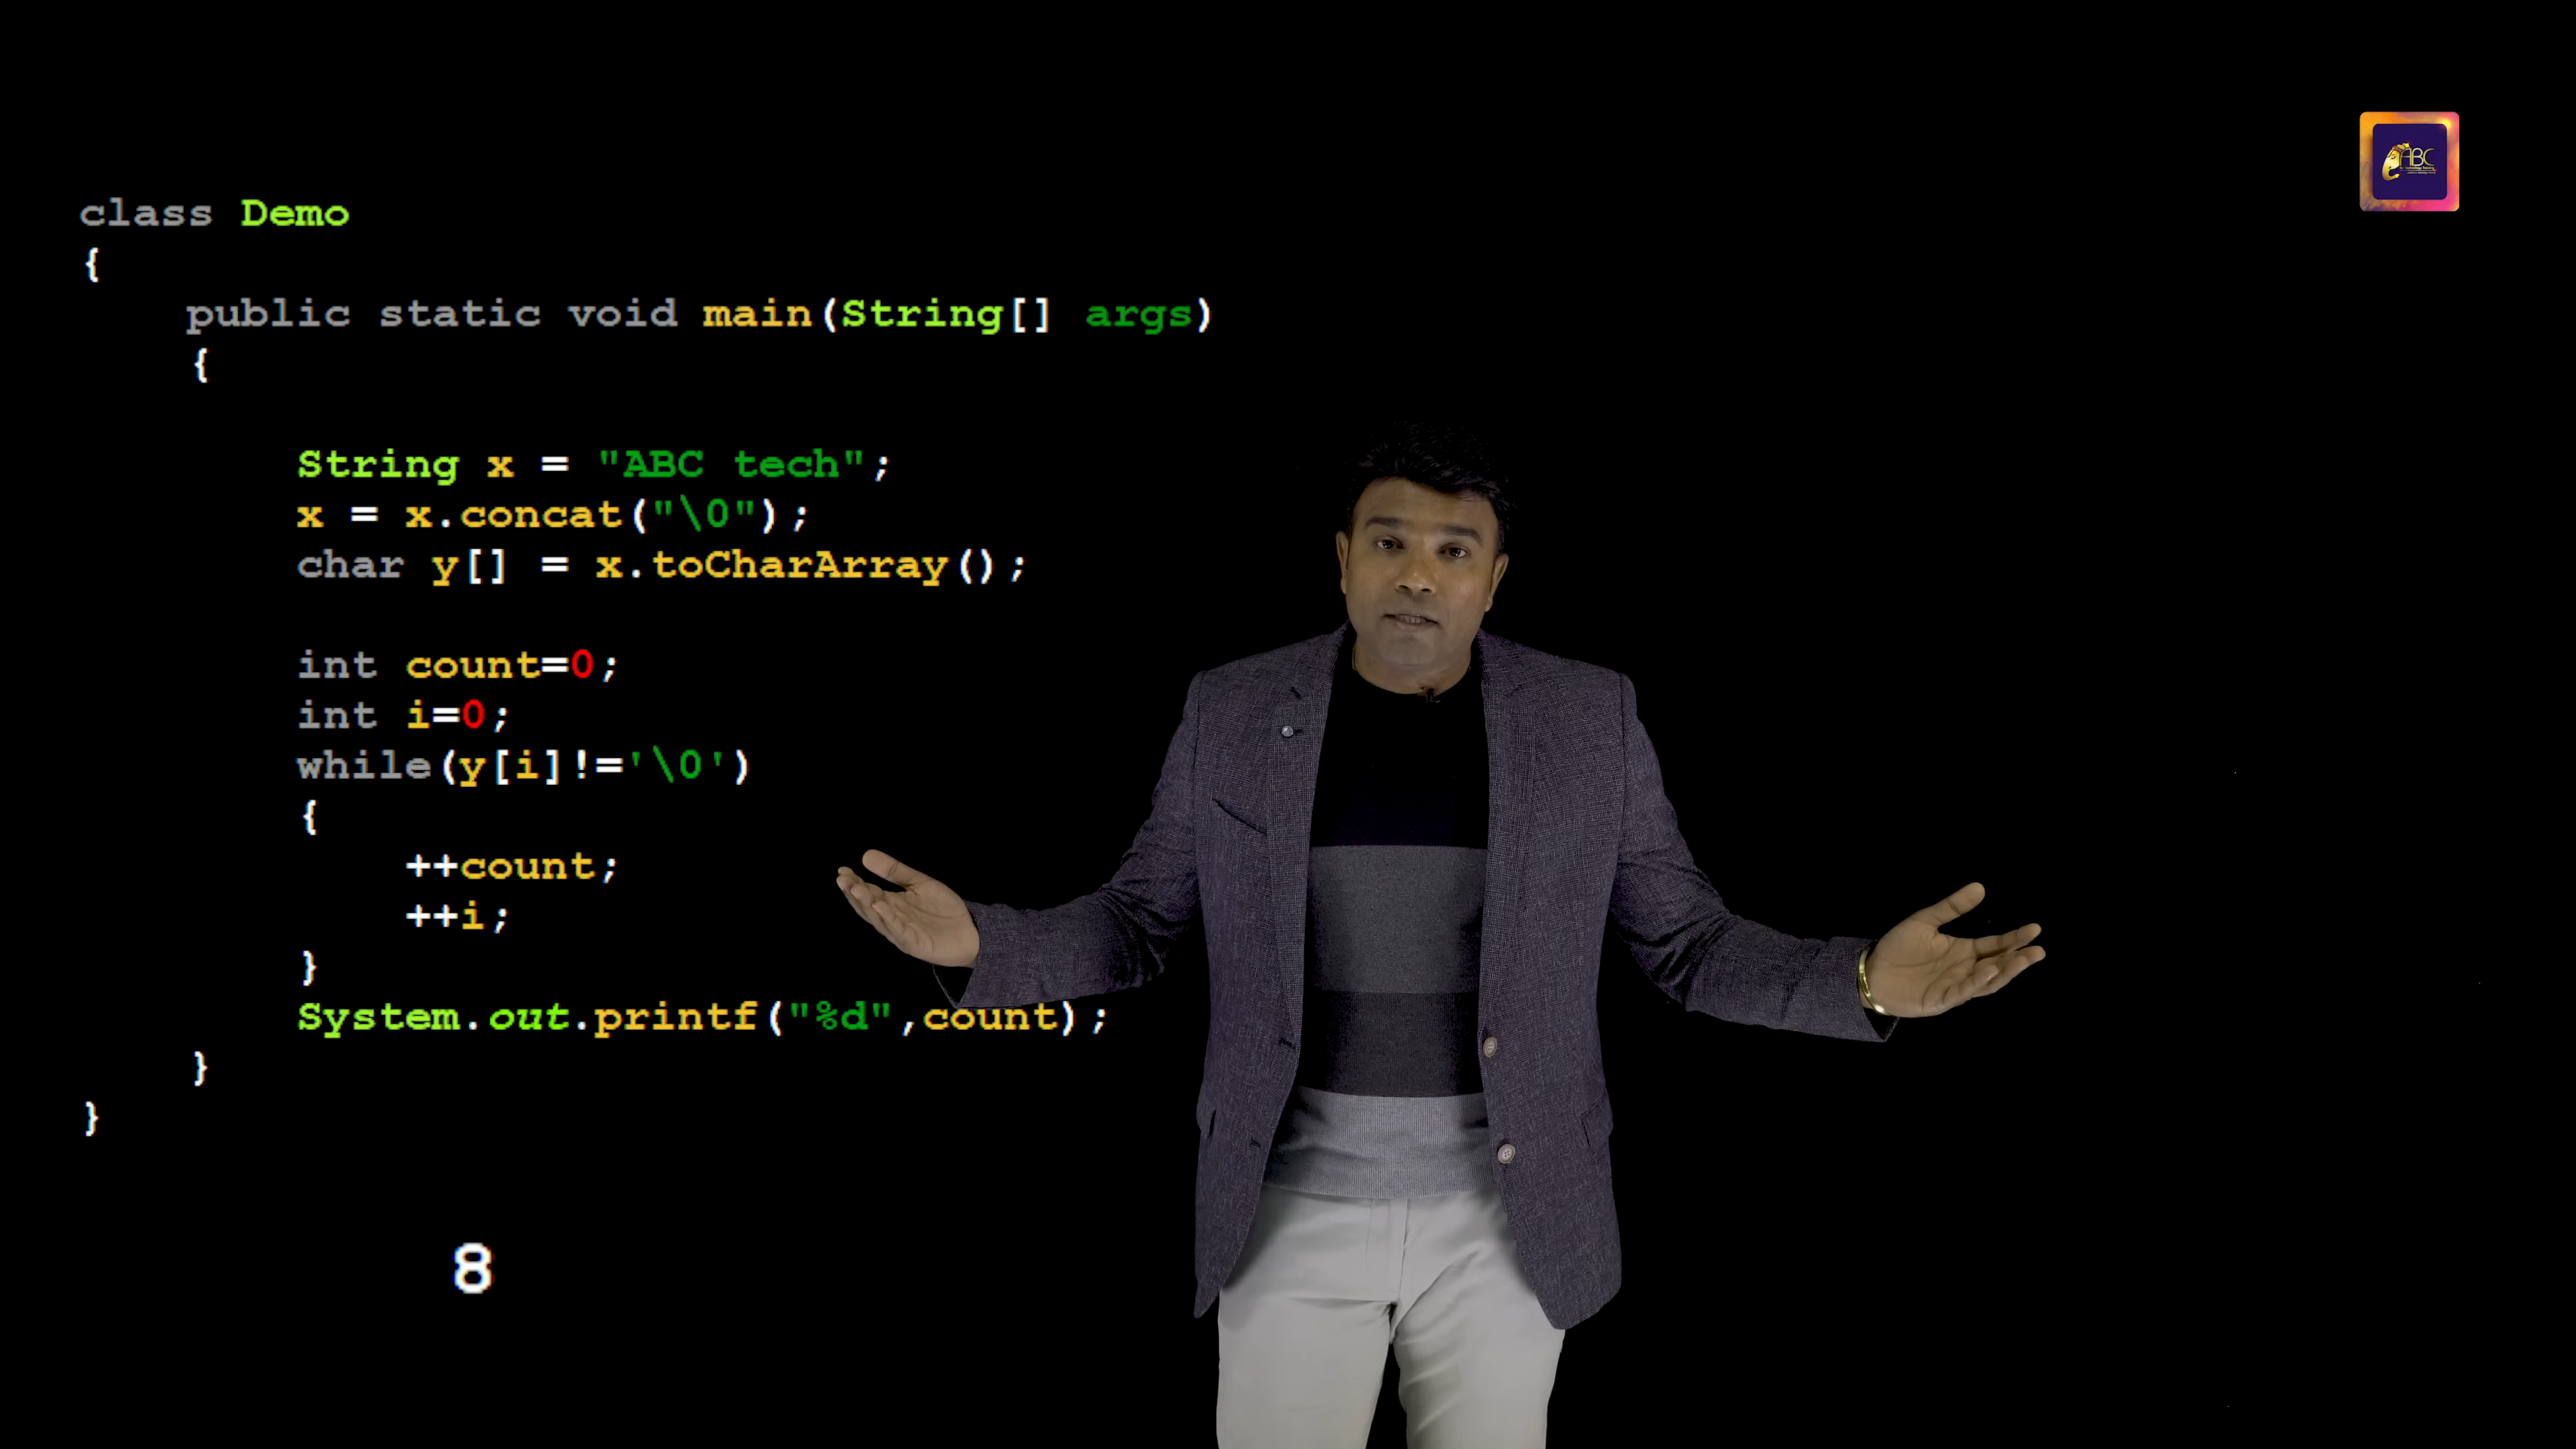 class Demo
{
public static void main(String[] args)
{
String x = "ABC tech";
x = x.concat("\0");
char y[] = x.toCharArray();
int count=0;
int i=0;
while(y[i]!='\0')
{
++count;
++i;
}
System.out.printf("%d",count);
}
}
8
ABC